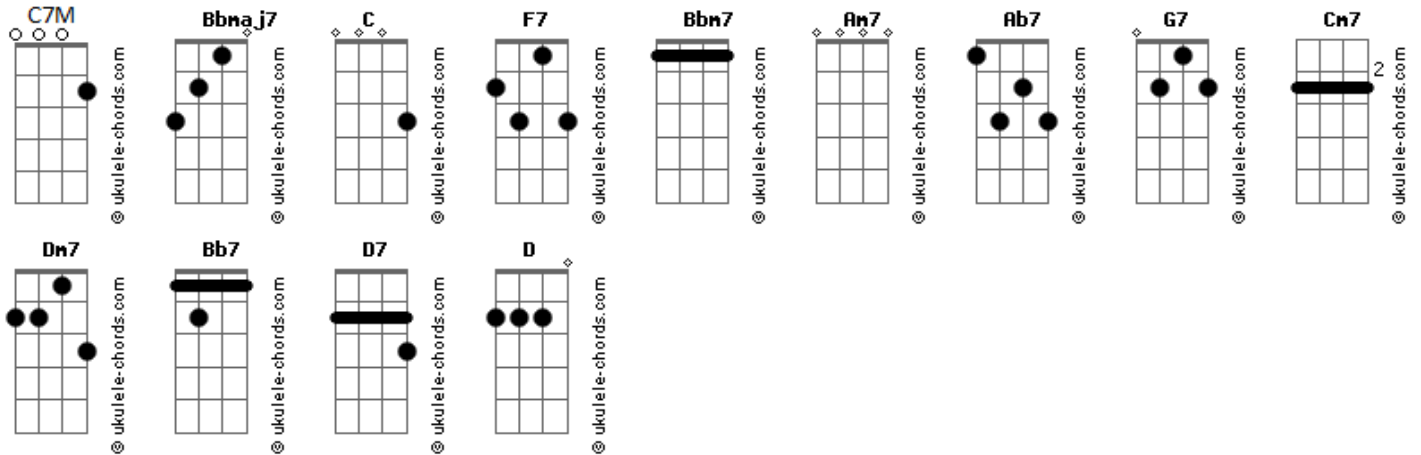 C7M Bbmaj7 C F7 Bbm7 Am7 Ab7 G7 Cm7
© ukulele-chords.com © ukulele-chords.com © ukulele-chords.com © ukulele-chords.com © ukulele-chords.com © ukulele-chords.com © ukulele-chords.com © ukulele-chords.com 2 © ukulele-chords.com
Dm7 Bb7 D7 D
© ukulele-chords.com © ukulele-chords.com © ukulele-chords.com © ukulele-chords.com